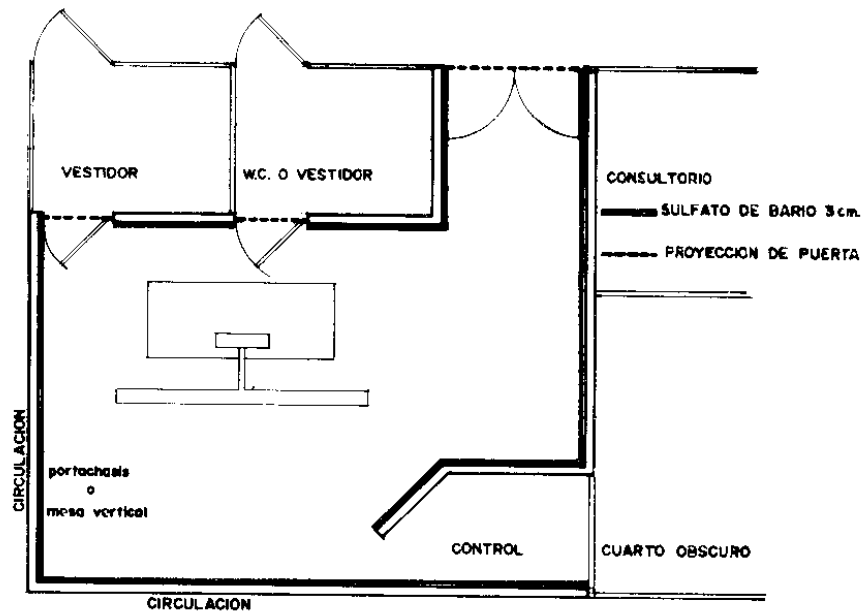 VESTIDOR
W.C. O VESTIDOR
CONSULTORIO
SULFATO DE BARIO 3 cm.
PROYECCION DE PUERTA
CIRCULACION
portachasis
o
mesa vertical
CONTROL
CUARTO OBSCURO
CIRCULACION